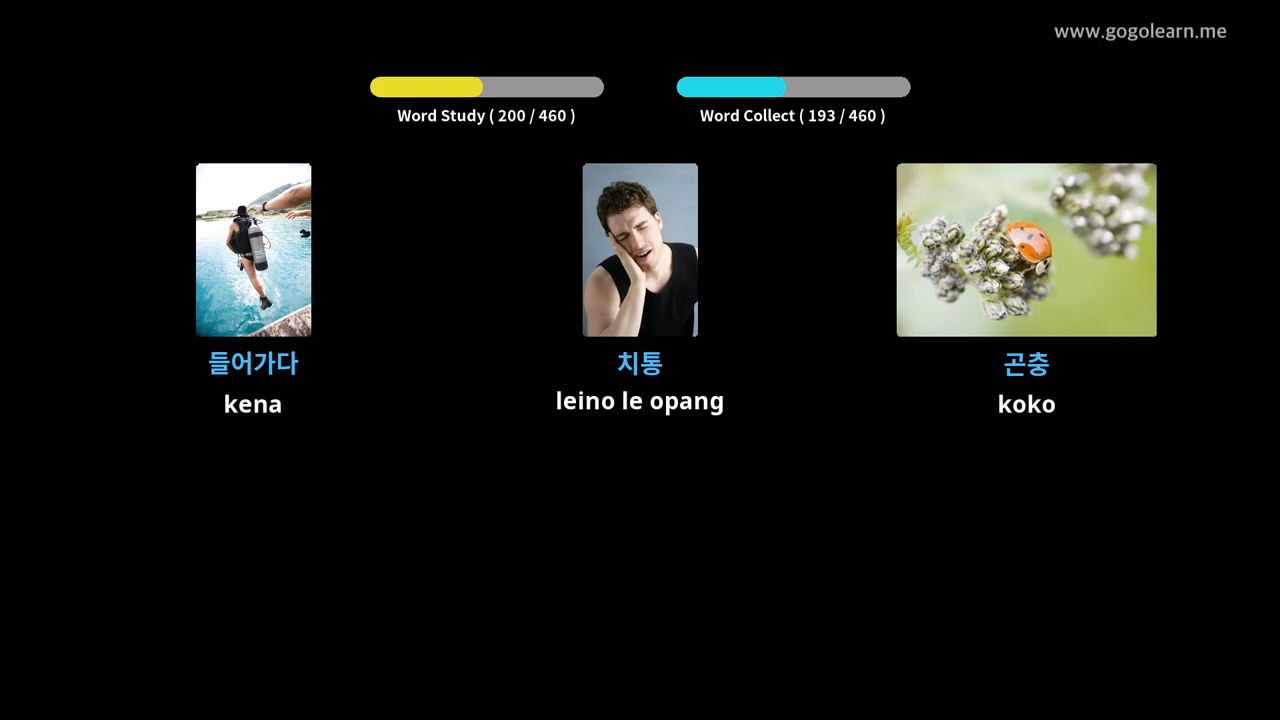 www.gogolearn.me
Word Study ( 200 / 460 )
Word Collect ( 193 / 460 )
들어가다
치통
곤충
kena
leino le opang
koko